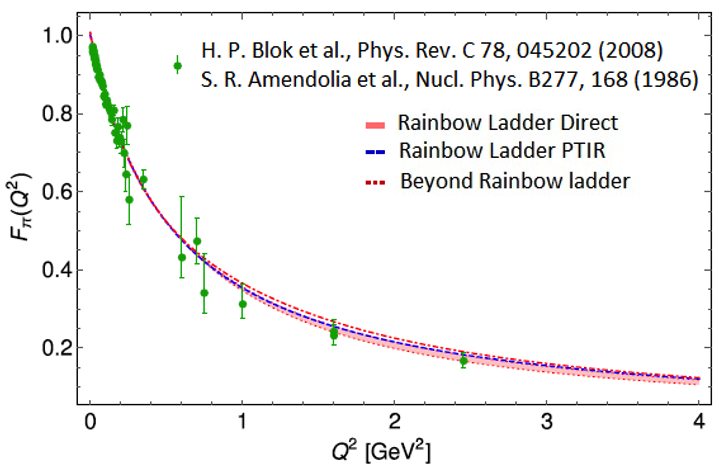 H. P. Blok et al., Phys. Rev. C 78, 045202 (2008)
S. R. Amendolia et al., Nucl. Phys. B277, 168 (1986)
Rainbow Ladder Direct
Rainbow Ladder PTIR
Beyond Rainbow ladder
Fπ(Q²)
1.0
0.8
0.6
0.4
0.2
0 1 2 3 4
Q² [GeV²]